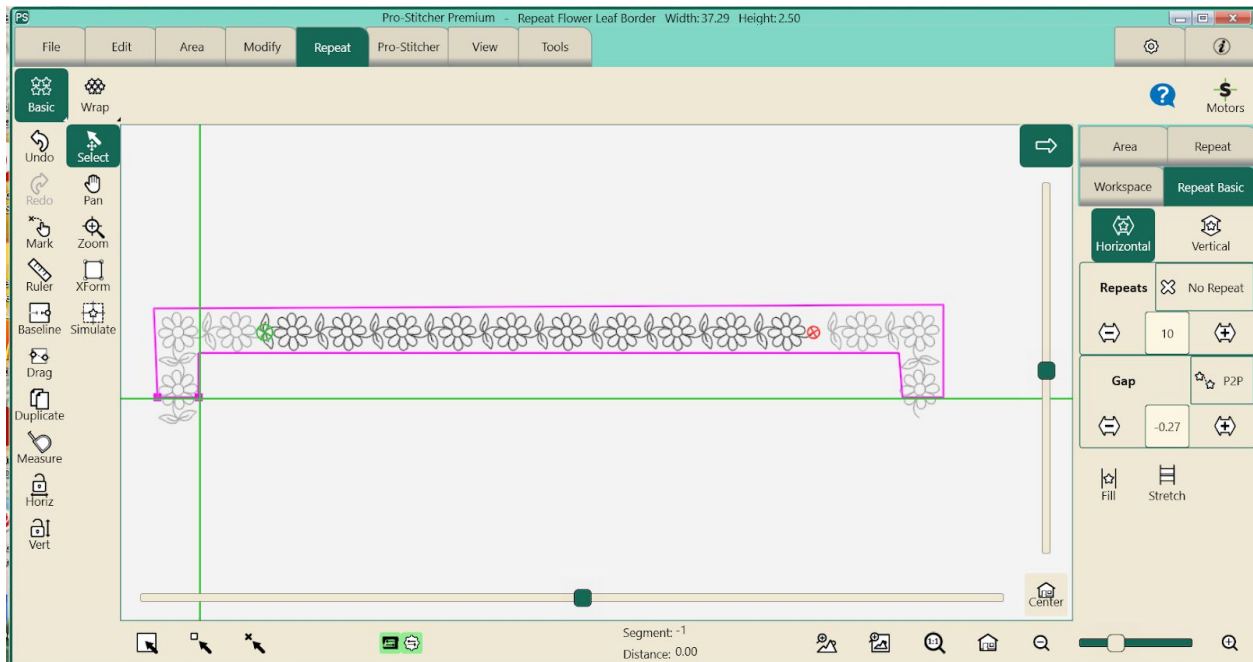 PS
Pro-Stitcher Premium - Repeat Flower Leaf Border Width: 37.29 Height: 2.50
File Edit Area Modify Repeat Pro-Stitcher View Tools
Basic Wrap
S
Motors
Undo Select
Redo Pan
Mark Zoom
Ruler XForm
Baseline Simulate
Drag
Duplicate
Measure
Horiz
Vert
Area Repeat
Workspace Repeat Basic
Horizontal Vertical
Repeats No Repeat
10
Gap P2P
-0.27
Fill Stretch
Center
Segment: -1
Distance: 0.00
1:1